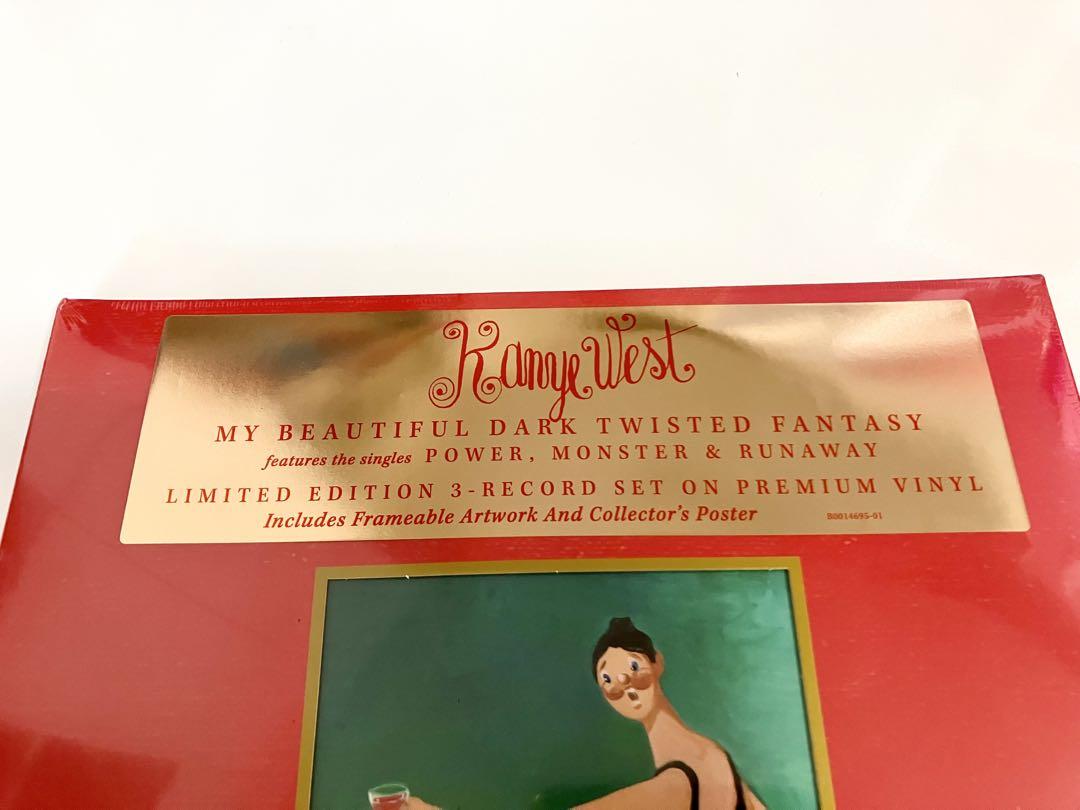 Kanye West
MY BEAUTIFUL DARK TWISTED FANTASY
features the singles POWER, MONSTER & RUNAWAY
LIMITED EDITION 3-RECORD SET ON PREMIUM VINYL
Includes Frameable Artwork And Collector's Poster B0014695-01